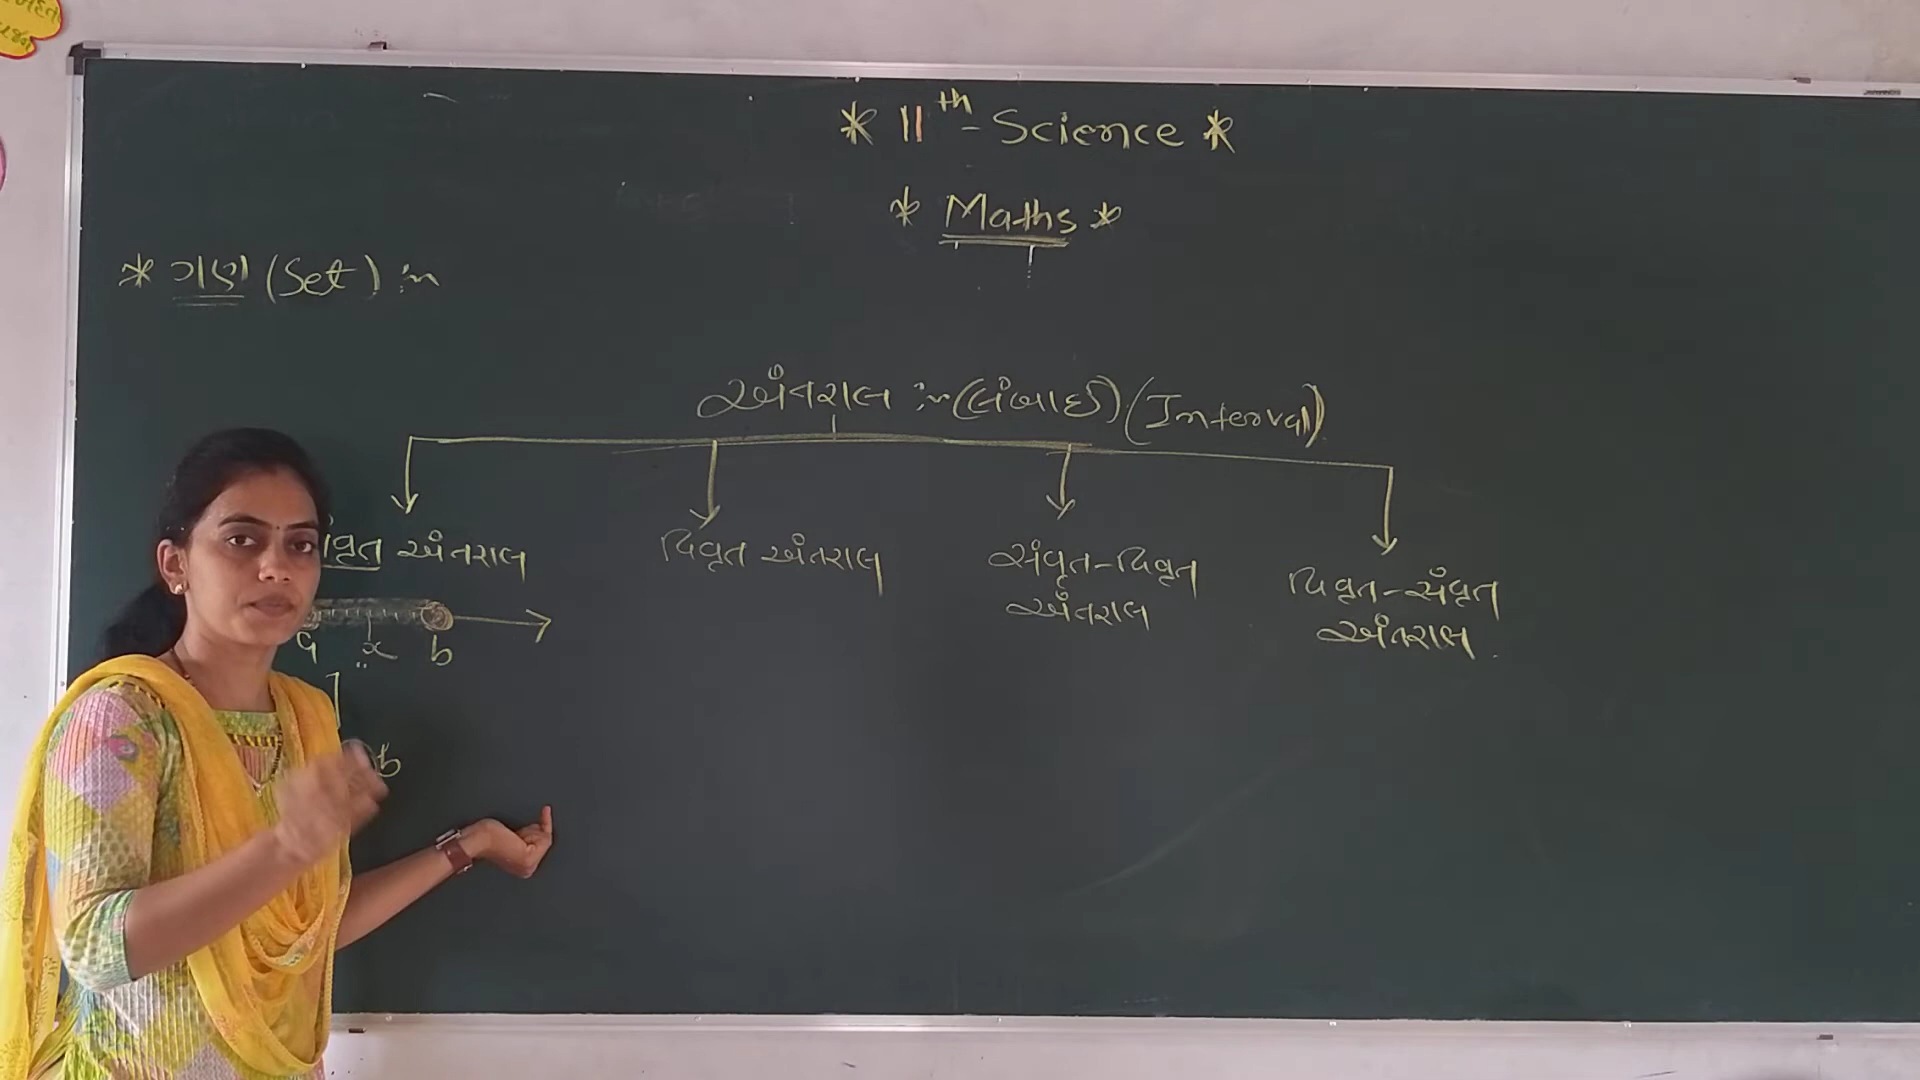 * 11th - Science *
* Maths *
* ગણ (Set) :-
અંતરાલ :- (લંબાઈ) (Interval)
વૃત અંતરાલ
વિવૃત અંતરાલ
સંવૃત-વિવૃત
અંતરાલ
વિવૃત-સંવૃત
અંતરાલ.
a x b
]
b